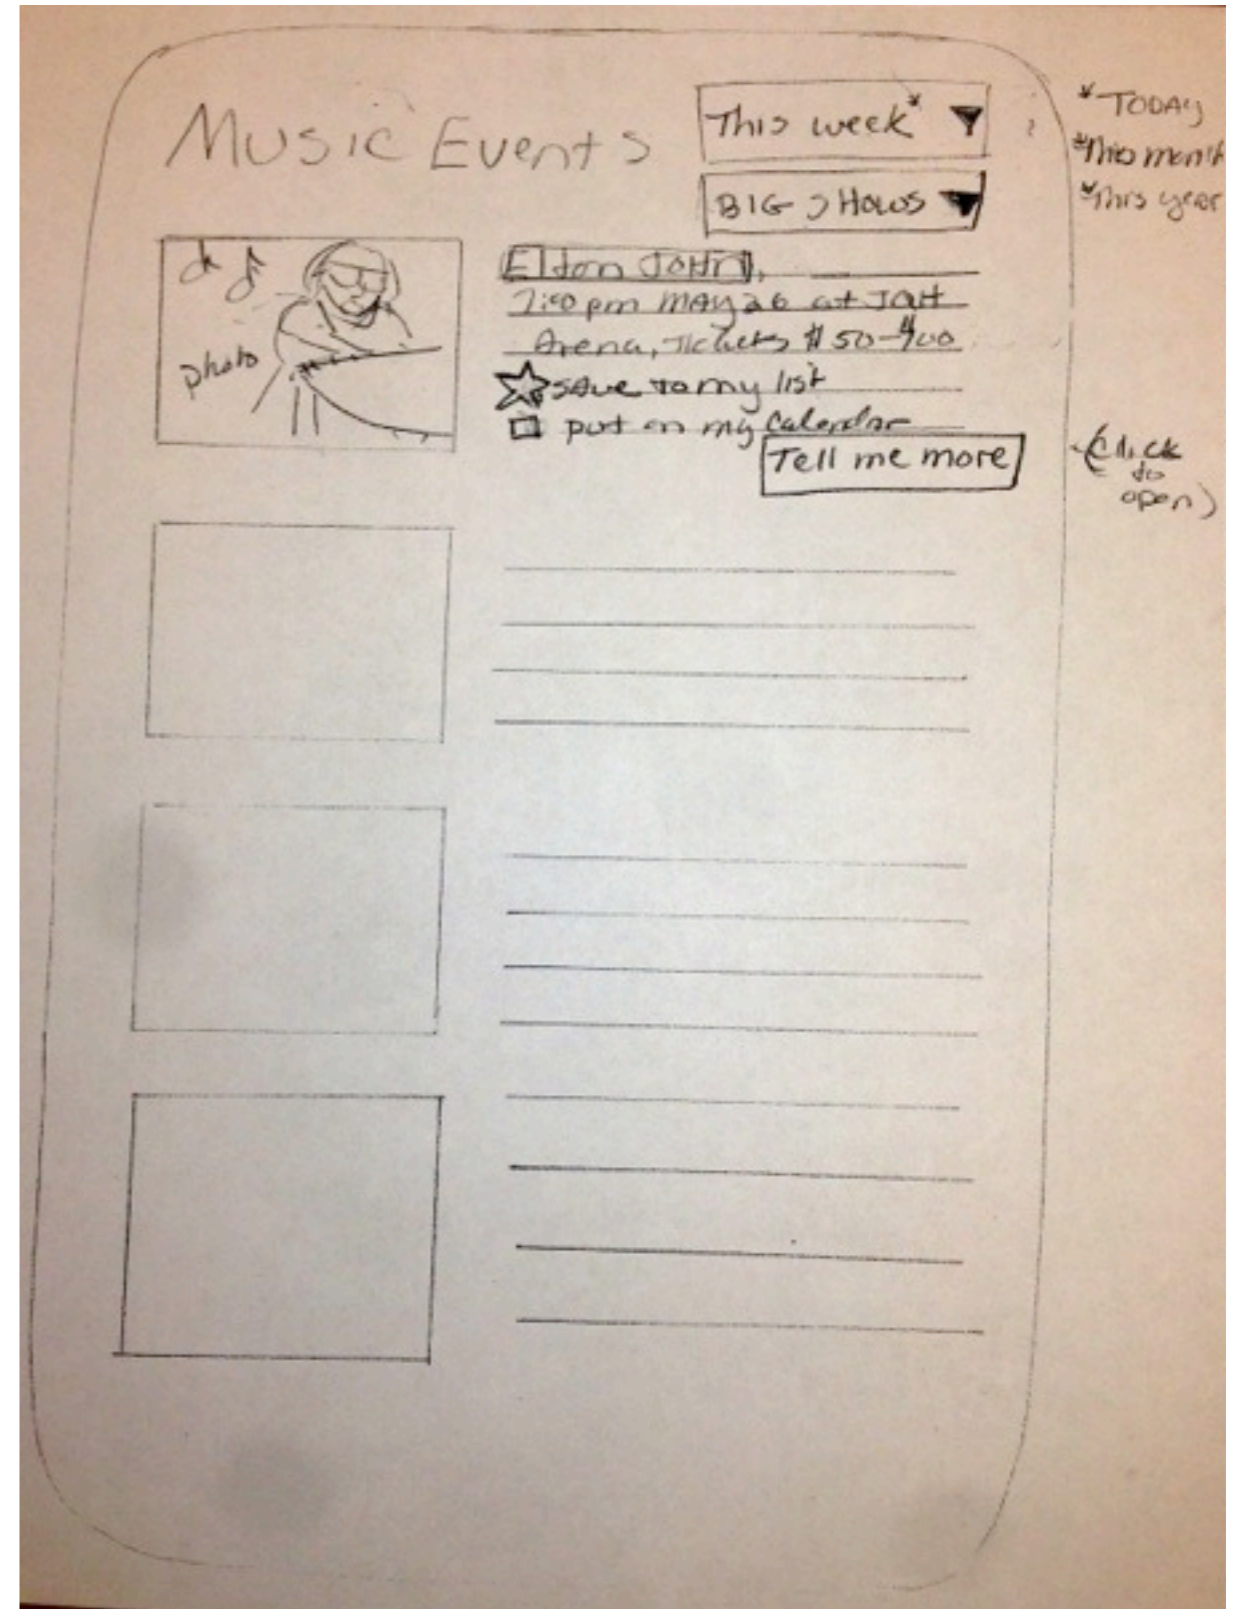 Music Events
This week*
* TODAY
*This month
*This year
BIG SHOWS
photo
Elton JOHN,
7:00 pm MAY 26 at
Arena, Tickets $50-$400
save to my list
put on my Calendar
Tell me more
(Click
to
open)